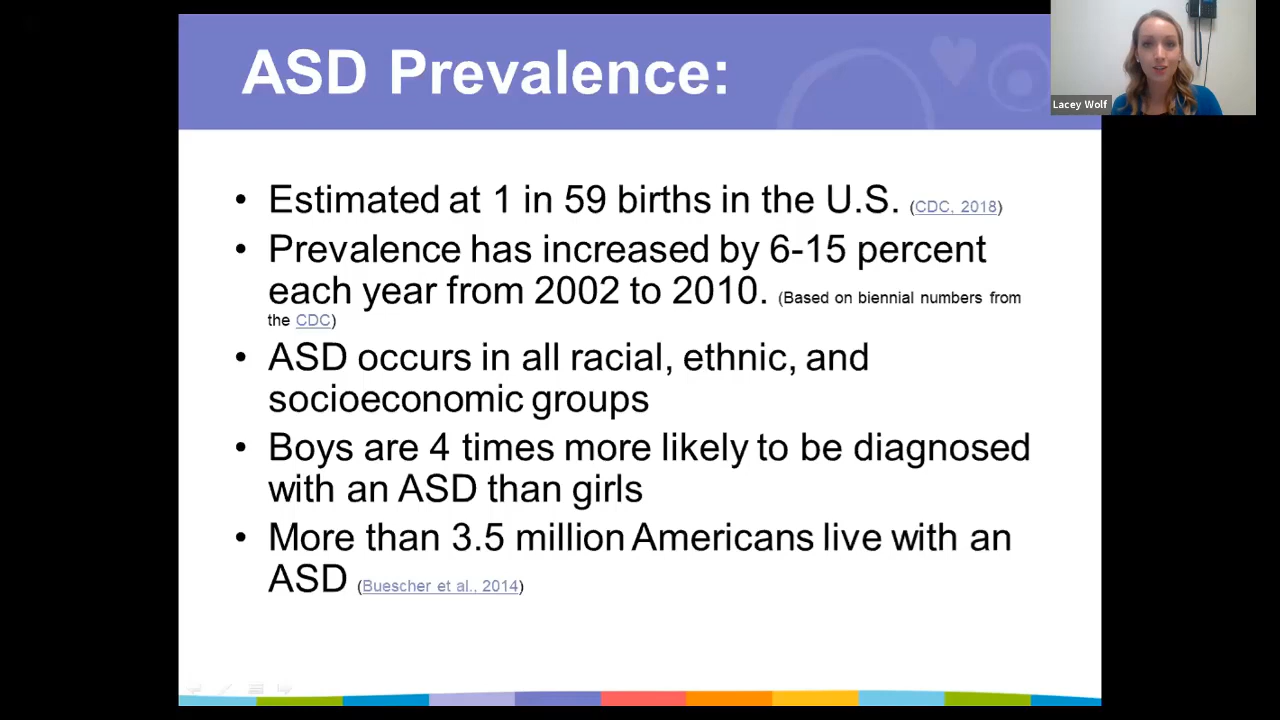 ASD Prevalence:
Lacey Wolf
• Estimated at 1 in 59 births in the U.S. (CDC, 2018)
• Prevalence has increased by 6-15 percent
each year from 2002 to 2010. (Based on biennial numbers from
the CDC)
• ASD occurs in all racial, ethnic, and
socioeconomic groups
• Boys are 4 times more likely to be diagnosed
with an ASD than girls
• More than 3.5 million Americans live with an
ASD (Buescher et al., 2014)